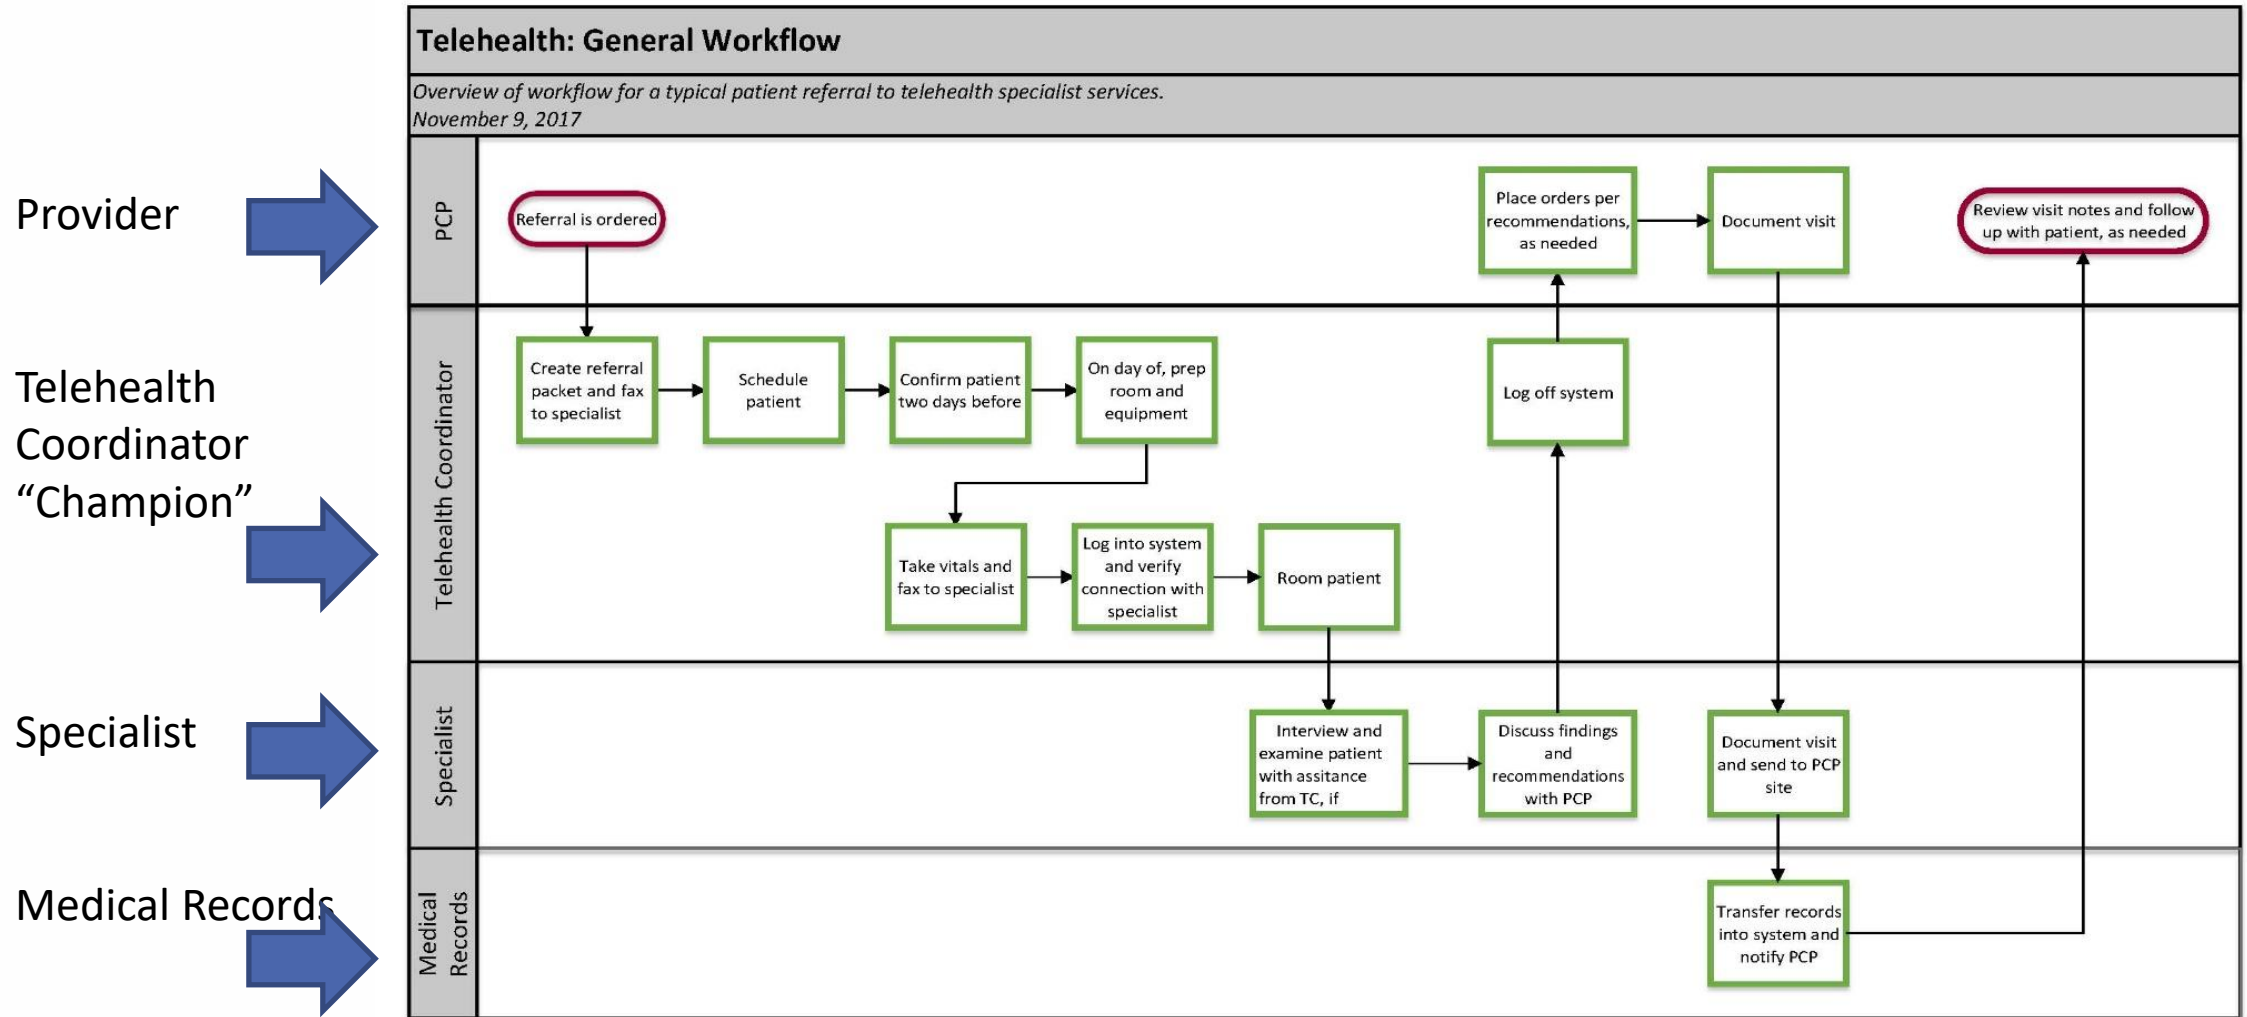 Telehealth: General Workflow
Overview of workflow for a typical patient referral to telehealth specialist services.
November 9, 2017
Provider
PCP
Referral is ordered
Place orders per
recommendations,
as needed
Document visit
Review visit notes and follow
up with patient, as needed
Telehealth
Coordinator
“Champion”
Telehealth Coordinator
Create referral
packet and fax
to specialist
Schedule
patient
Confirm patient
two days before
On day of, prep
room and
equipment
Log off system
Take vitals and
fax to specialist
Log into system
and verify
connection with
specialist
Room patient
Specialist
Specialist
Interview and
examine patient
with assitance
from TC, if
Discuss findings
and
recommendations
with PCP
Document visit
and send to PCP
site
Medical Records
Medical
Records
Transfer records
into system and
notify PCP